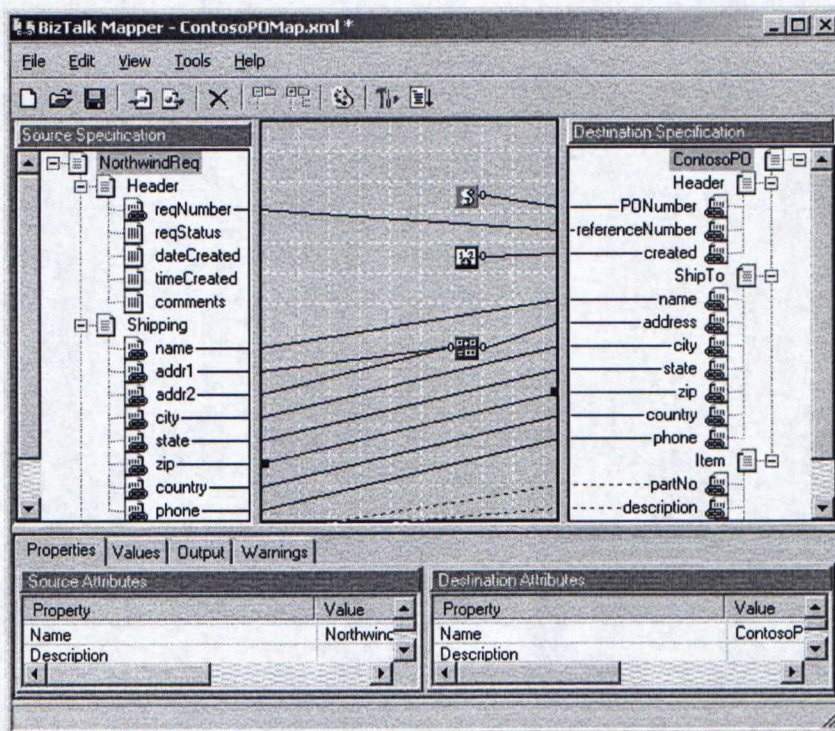 BizTalk Mapper - ContosoPOMap.xml *
File Edit View Tools Help
Source Specification
NorthwindReq
Header
reqNumber
reqStatus
dateCreated
timeCreated
comments
Shipping
name
addr1
addr2
city
state
zip
country
phone
Destination Specification
ContosoPO
Header
PONumber
referenceNumber
created
ShipTo
name
address
city
state
zip
country
phone
Item
partNo
description
Properties Values Output Warnings
Source Attributes
Property Value
Name Northwinc
Description
Destination Attributes
Property Value
Name ContosoP
Description